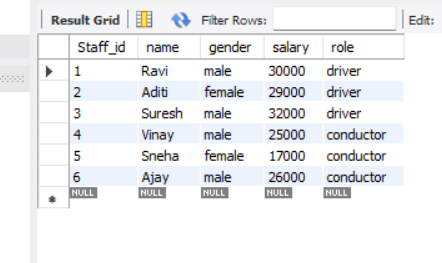 Result Grid Filter Rows: Edit:
Staff_id name gender salary role
1 Ravi male 30000 driver
2 Aditi female 29000 driver
3 Suresh male 32000 driver
4 Vinay male 25000 conductor
5 Sneha female 17000 conductor
6 Ajay male 26000 conductor
NULL NULL NULL NULL NULL